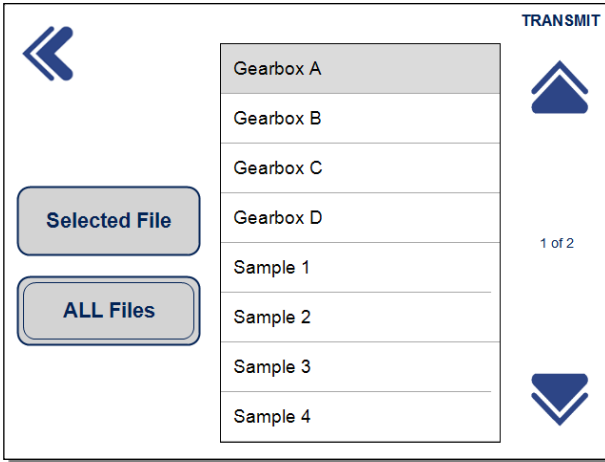 TRANSMIT
Gearbox A
Gearbox B
Gearbox C
Gearbox D
Sample 1
Sample 2
Sample 3
Sample 4
Selected File
ALL Files
1 of 2